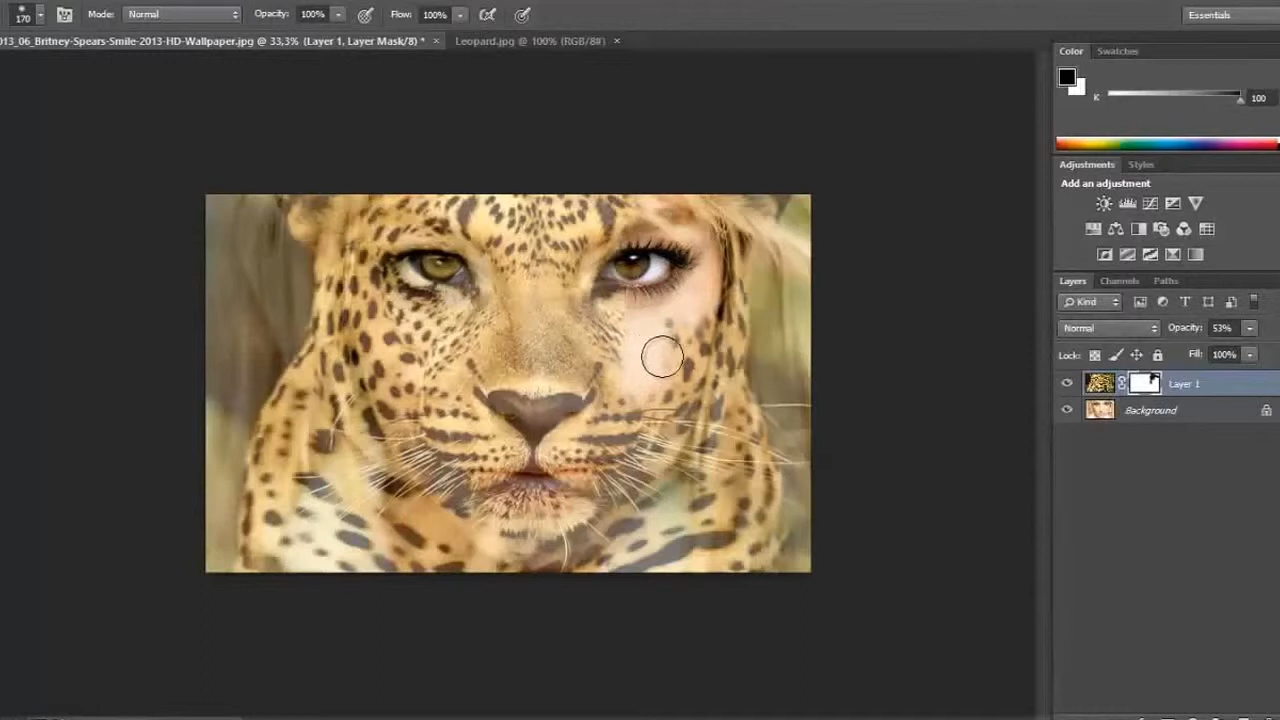 170 Mode: Normal Opacity: 100% Flow: 100% Essentials
013_06_Britney-Spears-Smile-2013-HD-Wallpaper.jpg @ 33,3% (Layer 1, Layer Mask/8) * × Leopard.jpg @ 100% (RGB/8#) ×
Color Swatches
K 100
Adjustments Styles
Add an adjustment
Layers Channels Paths
Kind
Normal Opacity: 53%
Lock: Fill: 100%
Layer 1
Background